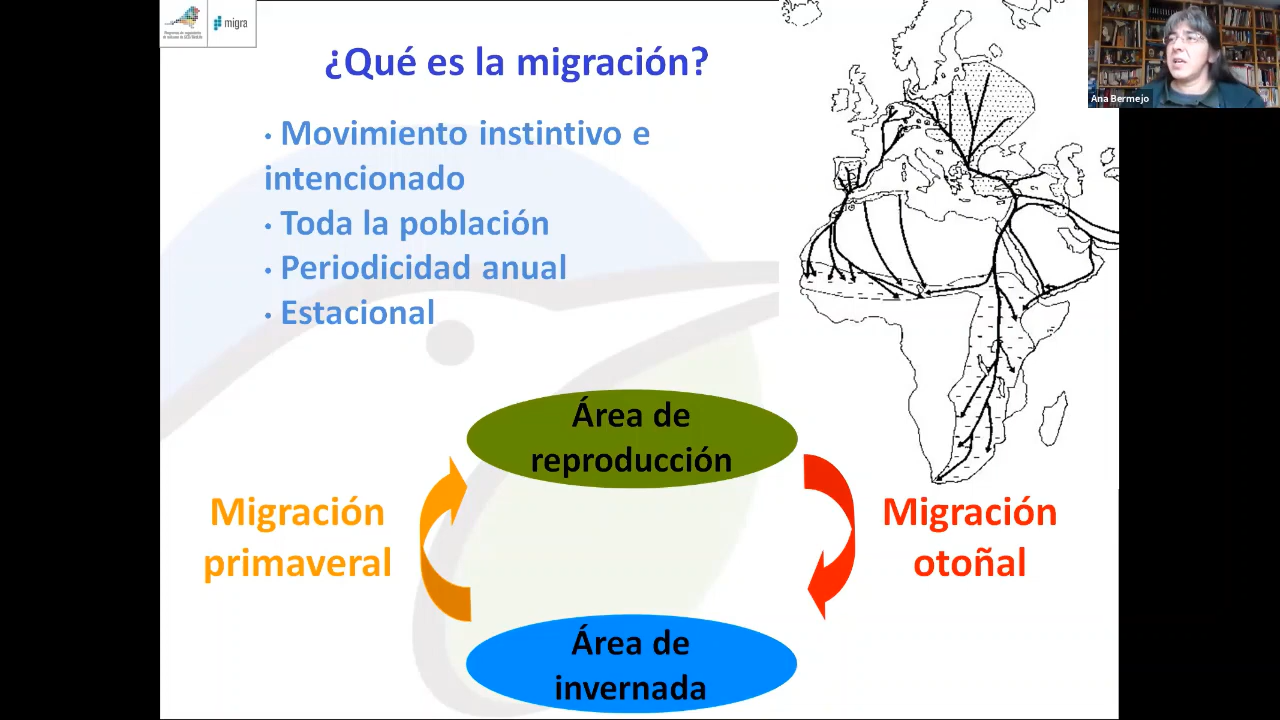 migra
¿Qué es la migración?
Ana Bermejo
• Movimiento instintivo e
intencionado
• Toda la población
• Periodicidad anual
• Estacional
Área de
reproducción
Migración
primaveral
Migración
otoñal
Área de
invernada